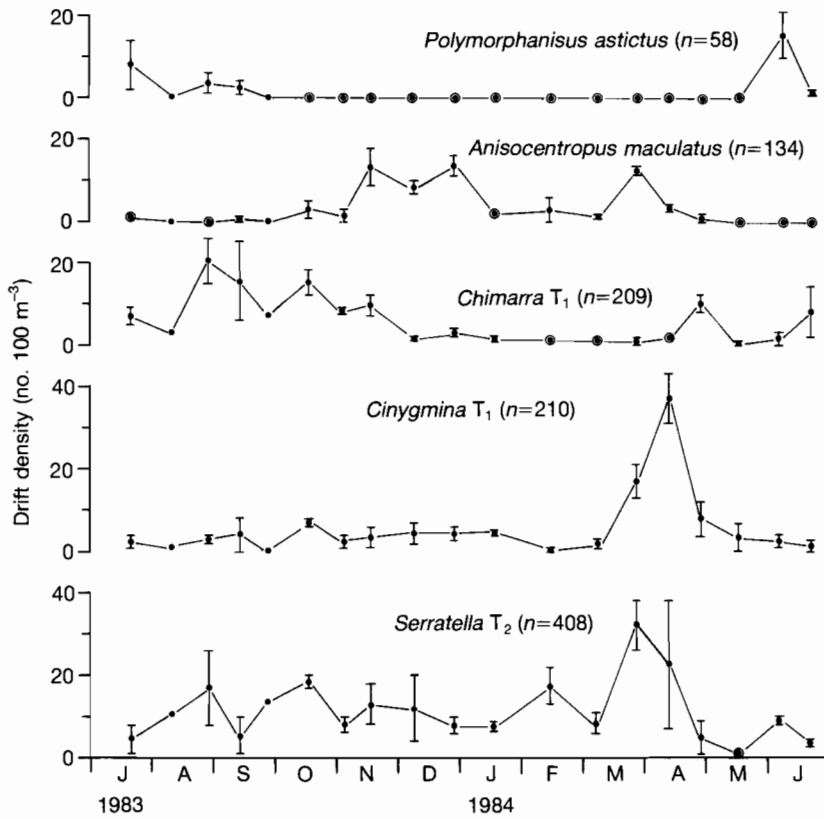 20
0
Polymorphanisus astictus (n=58)
20
0
Anisocentropus maculatus (n=134)
20
0
Chimarra T₁ (n=209)
40
20
0
Cinygmina T₁ (n=210)
40
20
0
Serratella T₂ (n=408)
Drift density (no. 100 m⁻³)
J A S O N D J F M A M J
1983 1984